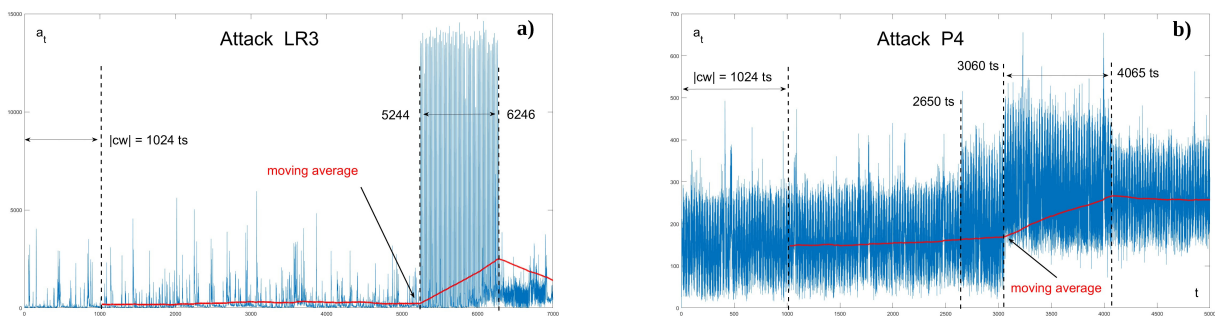 a)
Attack LR3
a_t
15000
10000
5000
0
|cw| = 1024 ts
5244
6246
moving average
0
1000
2000
3000
4000
5000
6000
7000
b)
Attack P4
a_t
700
600
500
400
300
200
100
0
|cw| = 1024 ts
2650 ts
3060 ts
4065 ts
moving average
t
0
500
1000
1500
2000
2500
3000
3500
4000
4500
5000